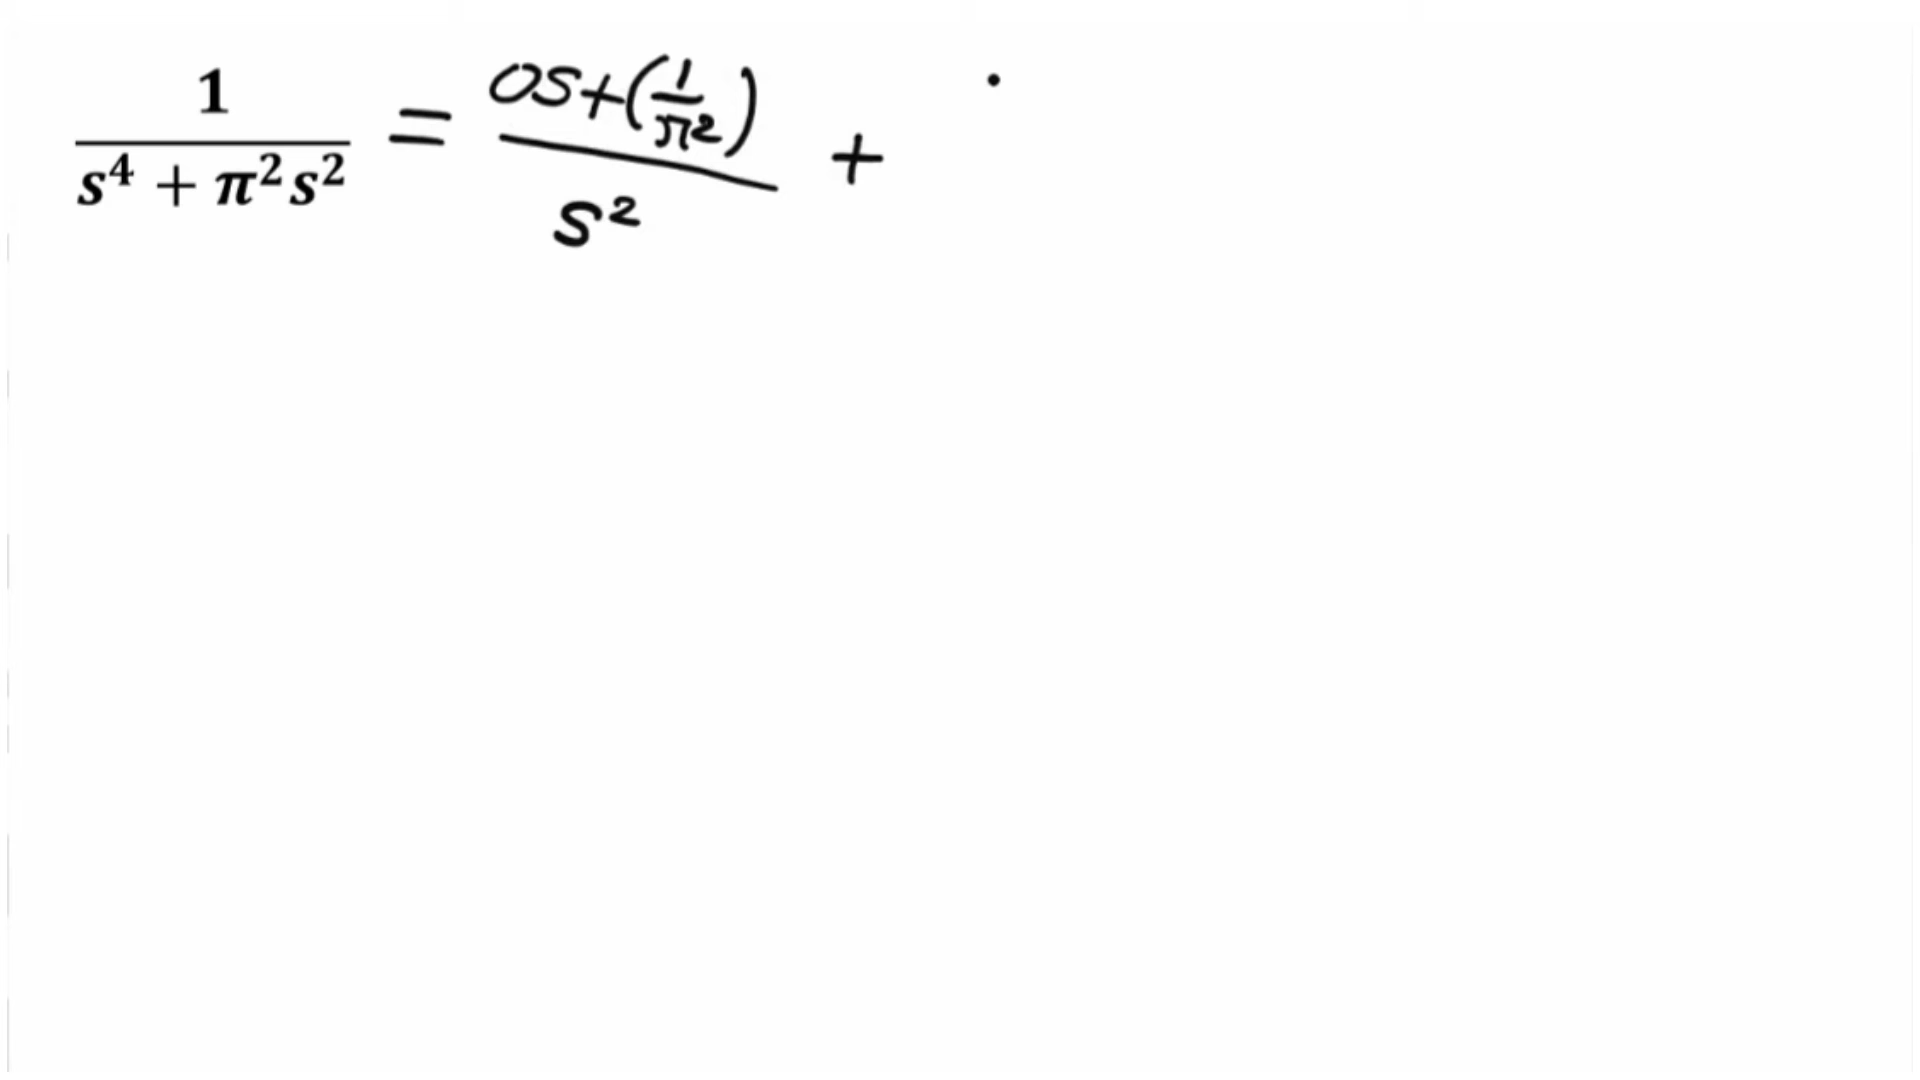 1/(s⁴ + π²s²) = (0s+(1/π²))/s² +